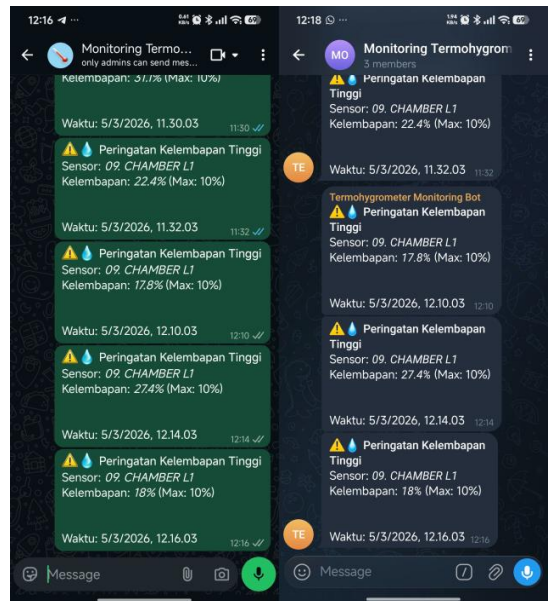 12:16
0.61 KB/s
69
Monitoring Termo...
only admins can send mes...
Kelembapan: 31.1% (Max: 10%)
Waktu: 5/3/2026, 11.30.03
11:30
Peringatan Kelembapan Tinggi
Sensor: 09. CHAMBER L1
Kelembapan: 22.4% (Max: 10%)
Waktu: 5/3/2026, 11.32.03
11:32
Peringatan Kelembapan Tinggi
Sensor: 09. CHAMBER L1
Kelembapan: 17.8% (Max: 10%)
Waktu: 5/3/2026, 12.10.03
12:10
Peringatan Kelembapan Tinggi
Sensor: 09. CHAMBER L1
Kelembapan: 27.4% (Max: 10%)
Waktu: 5/3/2026, 12.14.03
12:14
Peringatan Kelembapan Tinggi
Sensor: 09. CHAMBER L1
Kelembapan: 18% (Max: 10%)
Waktu: 5/3/2026, 12.16.03
12:16
Message
12:18
1.94 KB/s
69
MO
Monitoring Termohygrom
3 members
Peringatan Kelembapan
Tinggi
Sensor: 09. CHAMBER L1
Kelembapan: 22.4% (Max: 10%)
TE
Waktu: 5/3/2026, 11.32.03
11:32
Termohygrometer Monitoring Bot
Peringatan Kelembapan
Tinggi
Sensor: 09. CHAMBER L1
Kelembapan: 17.8% (Max: 10%)
Waktu: 5/3/2026, 12.10.03
12:10
Peringatan Kelembapan
Tinggi
Sensor: 09. CHAMBER L1
Kelembapan: 27.4% (Max: 10%)
Waktu: 5/3/2026, 12.14.03
12:14
Peringatan Kelembapan
Tinggi
Sensor: 09. CHAMBER L1
Kelembapan: 18% (Max: 10%)
TE
Waktu: 5/3/2026, 12.16.03
12:16
Message